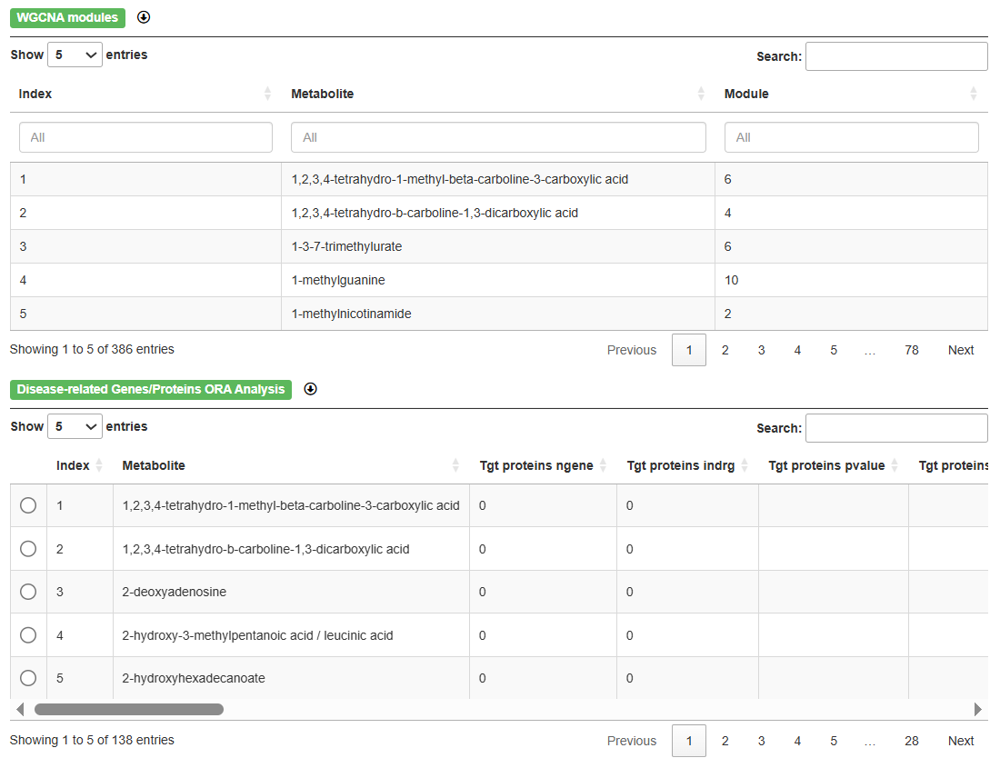 WGCNA modules
Show 5 entries
Search:
Index Metabolite Module
All All All
1 1,2,3,4-tetrahydro-1-methyl-beta-carboline-3-carboxylic acid 6
2 1,2,3,4-tetrahydro-b-carboline-1,3-dicarboxylic acid 4
3 1-3-7-trimethylurate 6
4 1-methylguanine 10
5 1-methylnicotinamide 2
Showing 1 to 5 of 386 entries Previous 1 2 3 4 5 … 78 Next
Disease-related Genes/Proteins ORA Analysis
Show 5 entries
Search:
Index Metabolite Tgt proteins ngene Tgt proteins indrg Tgt proteins pvalue Tgt proteins
1 1,2,3,4-tetrahydro-1-methyl-beta-carboline-3-carboxylic acid 0 0
2 1,2,3,4-tetrahydro-b-carboline-1,3-dicarboxylic acid 0 0
3 2-deoxyadenosine 0 0
4 2-hydroxy-3-methylpentanoic acid / leucinic acid 0 0
5 2-hydroxyhexadecanoate 0 0
Showing 1 to 5 of 138 entries Previous 1 2 3 4 5 … 28 Next